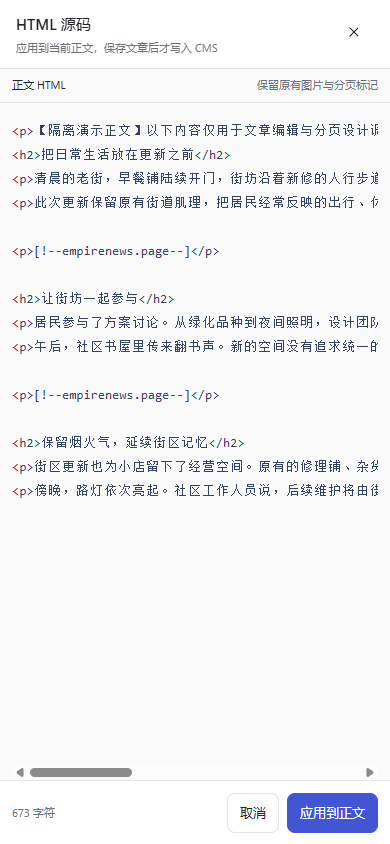 HTML 源码
应用到当前正文，保存文章后才写入 CMS
正文 HTML
保留原有图片与分页标记
<p>【隔离演示正文】以下内容仅用于文章编辑与分页设计
<h2>把日常生活放在更新之前</h2>
<p>清晨的老街，早餐铺陆续开门，街坊沿着新修的人行步道
<p>此次更新保留原有街道肌理，把居民经常反映的出行、
<p>[!--empirenews.page--]</p>
<h2>让街坊一起参与</h2>
<p>居民参与了方案讨论。从绿化品种到夜间照明，设计团队
<p>午后，社区书屋里传来翻书声。新的空间没有追求统一的
<p>[!--empirenews.page--]</p>
<h2>保留烟火气，延续街区记忆</h2>
<p>街区更新也为小店留下了经营空间。原有的修理铺、杂货
<p>傍晚，路灯依次亮起。社区工作人员说，后续维护将由街
673 字符
取消
应用到正文